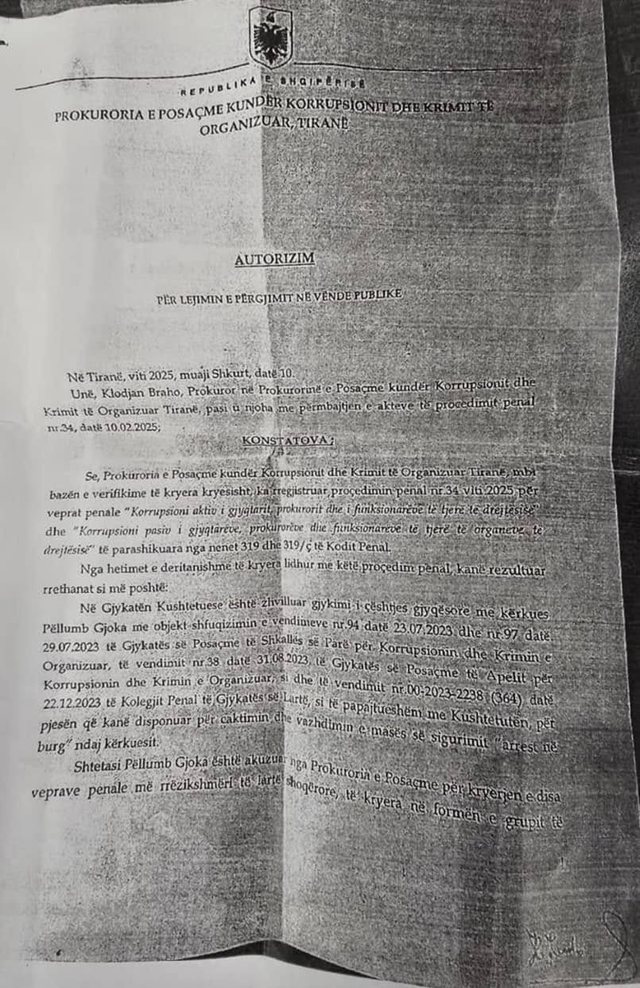 REPUBLIKA E SHQIPËRISË
PROKURORIA E POSAÇME KUNDËR KORRUPSIONIT DHE KRIMIT TË
ORGANIZUAR, TIRANË
AUTORIZIM
PËR LEJIMIN E PËRGJIMIT NË VENDE PUBLIKE
Në Tiranë, viti 2025, muaji Shkurt, datë 10.
Unë, Klodjan Braho, Prokuror në Prokurorinë e Posaçme kundër Korrupsionit dhe
Krimit të Organizuar Tiranë, pasi u njoha me përmbajtjen e akteve të procedimit penal
nr.34, datë 10.02.2025;
KONSTATOVA:
Se, Prokuroria e Posaçme kundër Korrupsionit dhe Krimit të Organizuar Tiranë, mbi
bazën e verifikime të kryera kryesisht, ka rregjistruar proçedimin penal nr.34 viti 2025 për
veprat penale "Korrupsioni aktiv i gjyqtarit, prokurorit dhe i funksionarëve të tjerë të drejtësisë"
dhe "Korrupsioni pasiv i gjyqtarëve, prokurorëve dhe funksionarëve të tjerë të organeve të
drejtësisë" të parashikuara nga nenet 319 dhe 319/ç të Kodit Penal.
Nga hetimet e deritanishme të kryera lidhur me këtë proçedim penal, kanë rezultuar
rrethanat si më poshtë:
Në Gjykatën Kushtetuese është zhvilluar gjykimi i çështjes gjyqësore me kërkues
Pëllumb Gjoka me objekt shfuqizimin e vendimeve nr.94 datë 23.07.2023 dhe nr.97 datë
29.07.2023 të Gjykatës së Posaçme të Shkallës së Parë për Korrupsionin dhe Krimin e
Organizuar, të vendimit nr.38 datë 31.08.2023 të Gjykatës së Posaçme të Apelit për
Korrupsionin dhe Krimin e Organizuar, si dhe të vendimit nr.00-2023-2238 (364) datë
22.12.2023 të Kolegjit Penal të Gjykatës së Lartë, si të papajtueshëm me Kushtetutën, për
pjesën që kanë disponuar për caktimin dhe vazhdimin e masës së sigurimit "arrest në
burg" ndaj kërkuesit.
Shtetasi Pëllumb Gjoka është akuzuar nga Prokuroria e Posaçme për kryerjen e disa
veprave penale më rrëzikshmëri të lartë shoqërore, të kryera në formën e grupit të